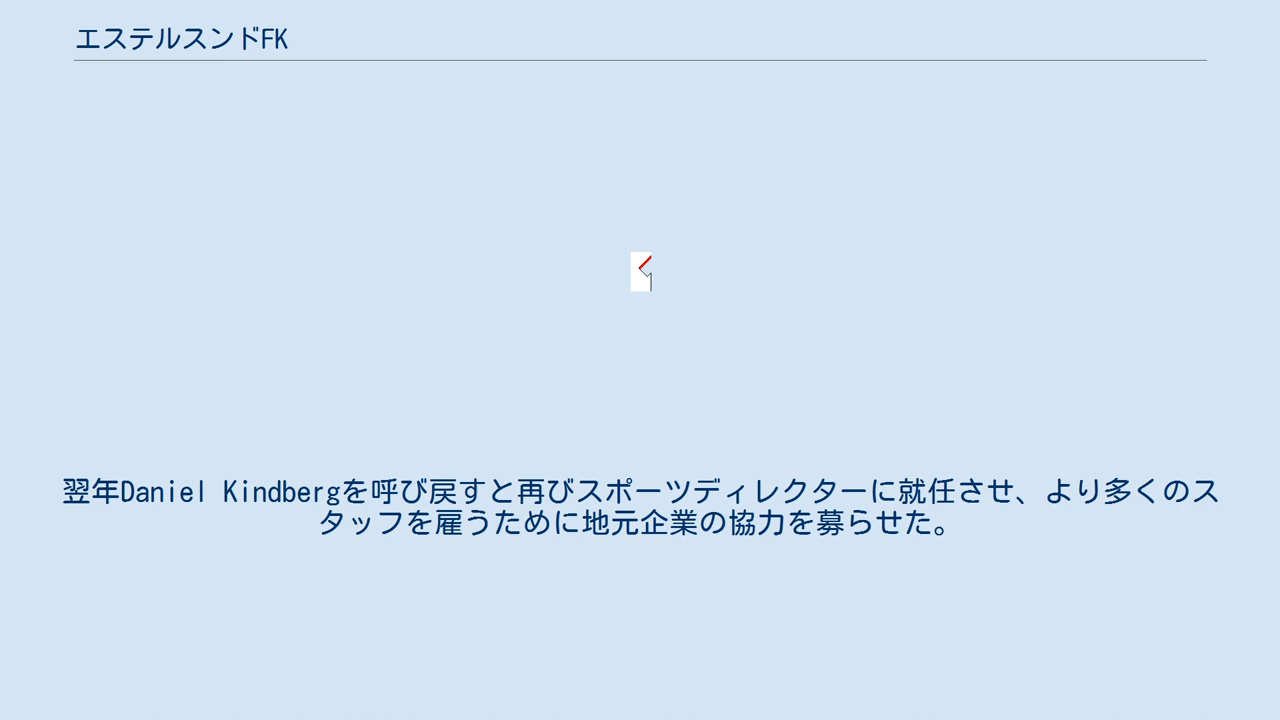 エステルスンドFK
翌年Daniel Kindbergを呼び戻すと再びスポーツディレクターに就任させ、より多くのス
タッフを雇うために地元企業の協力を募らせた。